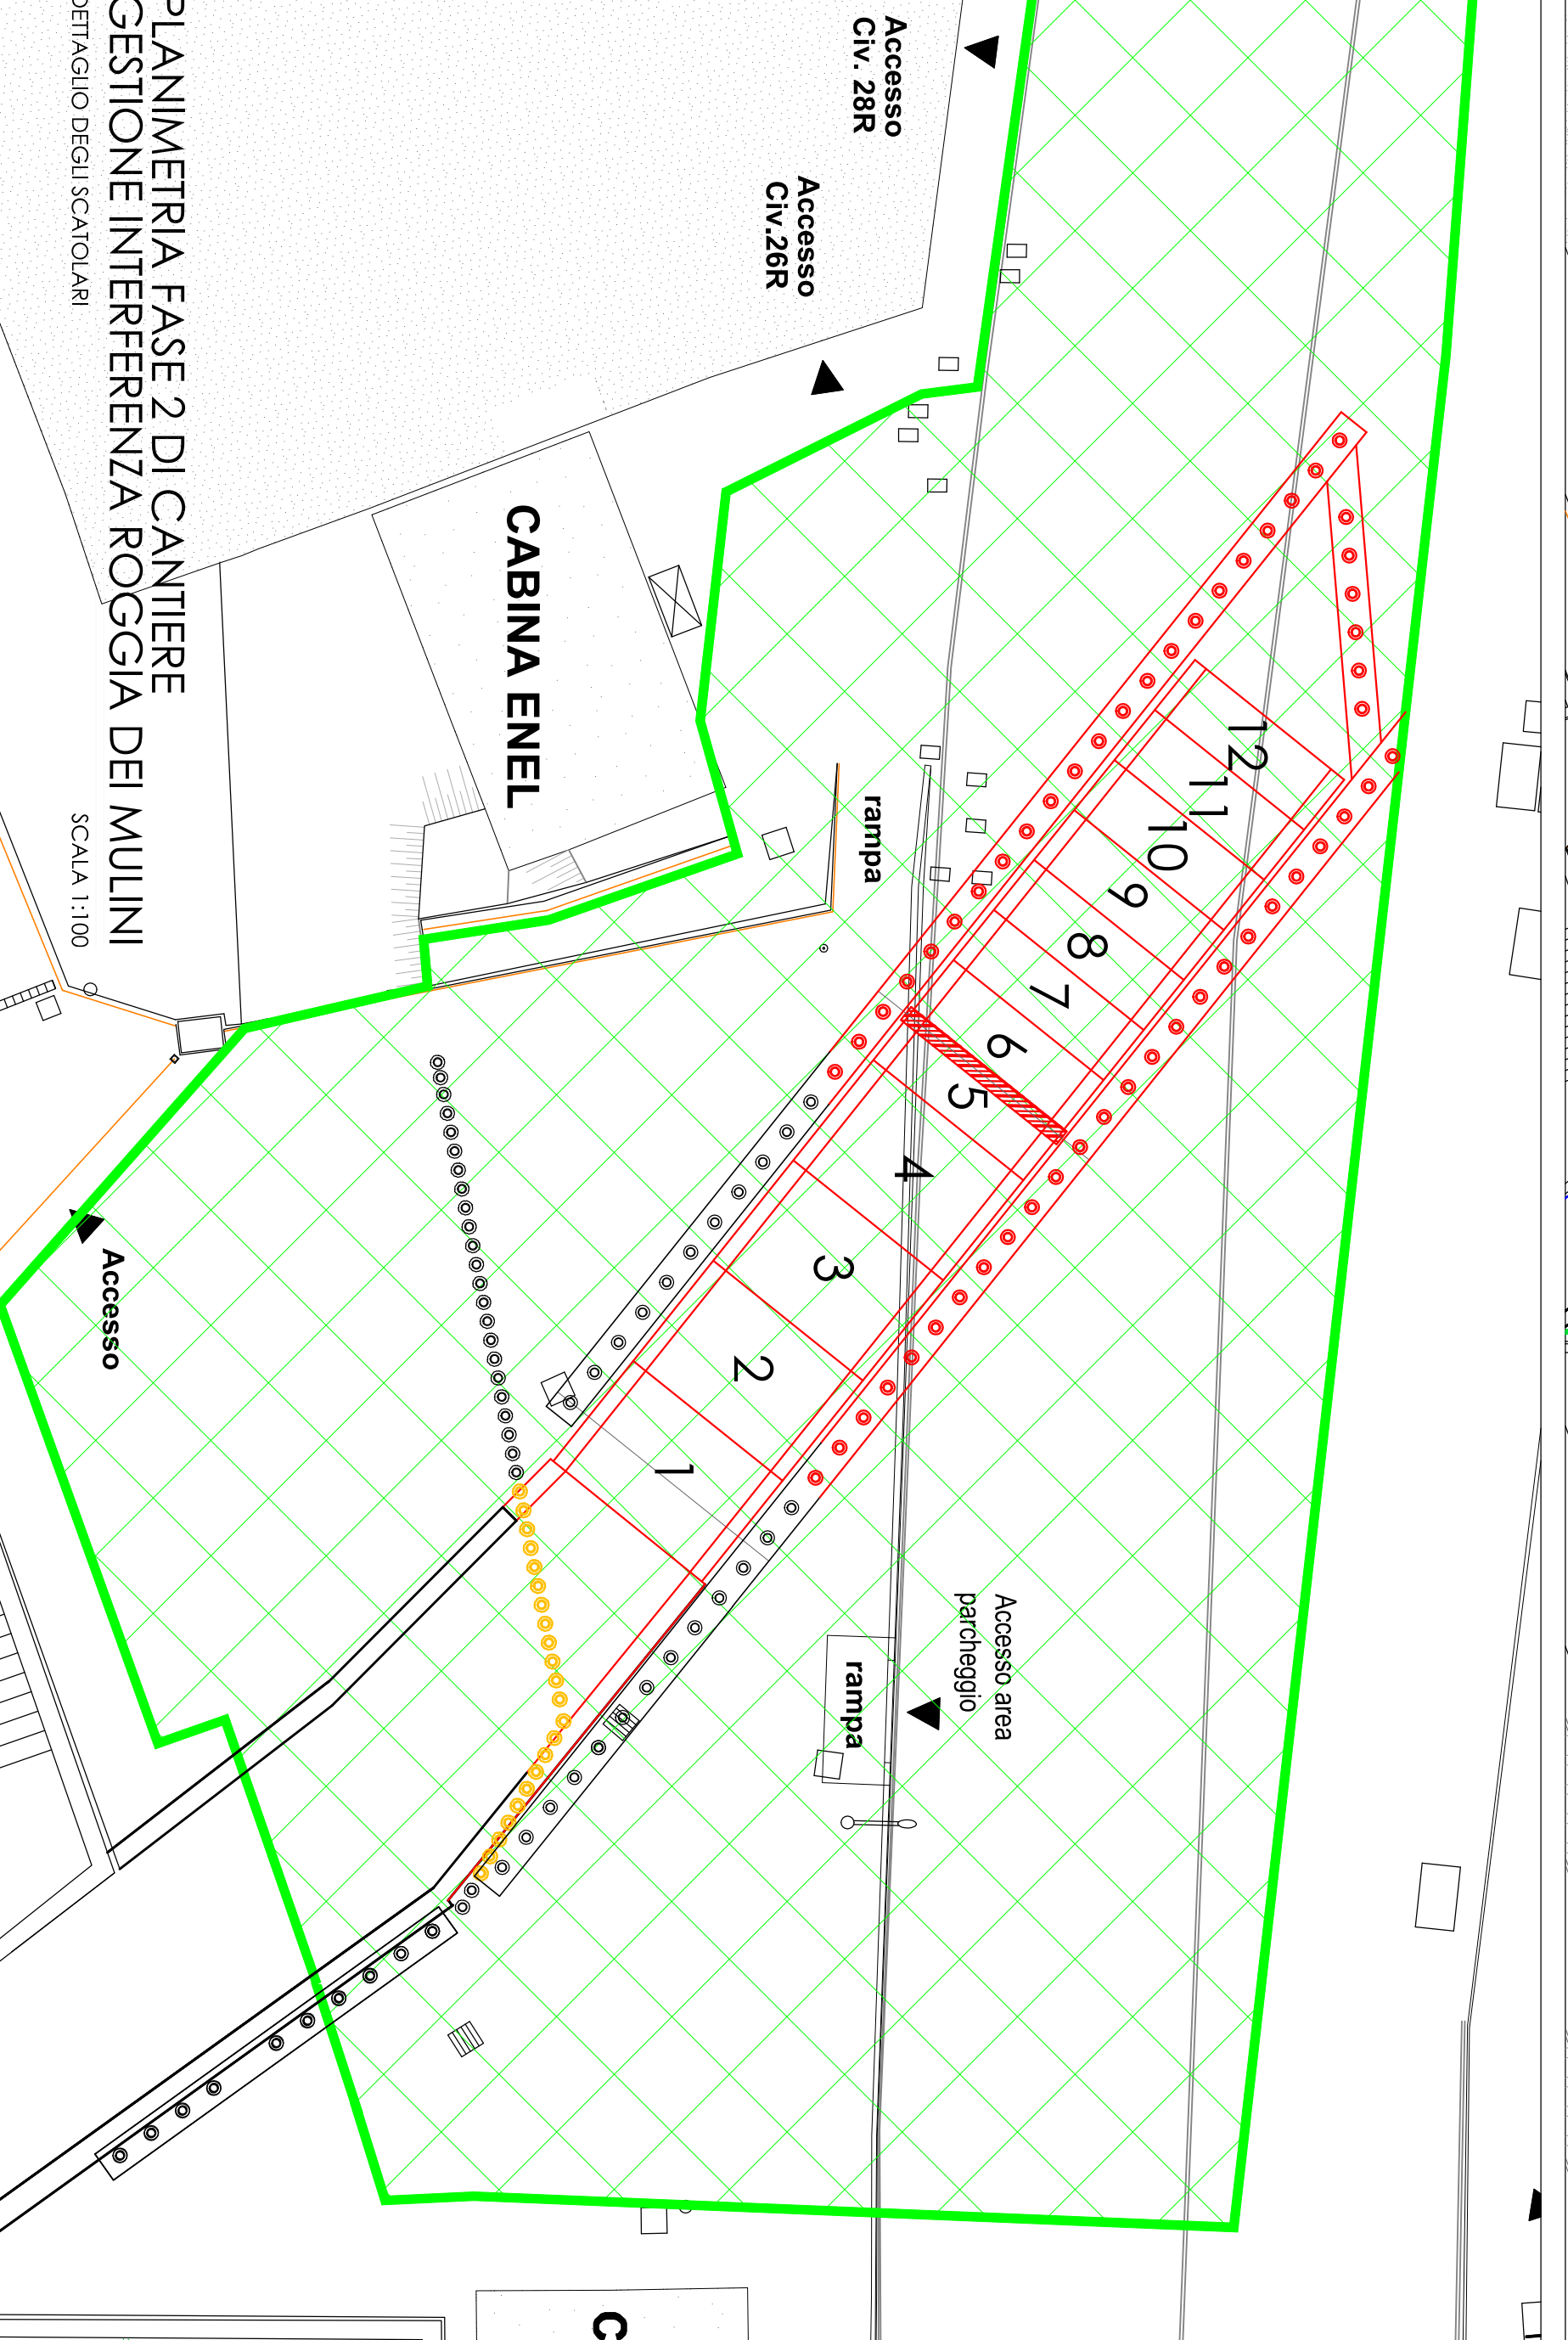 PLANIMETRIA FASE 2 DI CANTIERE
GESTIONE INTERFERENZA ROGGIA DEI MULINI
DETTAGLIO DEGLI SCATOLARI
SCALA 1:100
Accesso
Civ. 28R
Accesso
Civ.26R
CABINA ENEL
rampa
12
11
10
9
8
7
6
5
4
3
2
1
Accesso
Accesso area
parcheggio
rampa
C